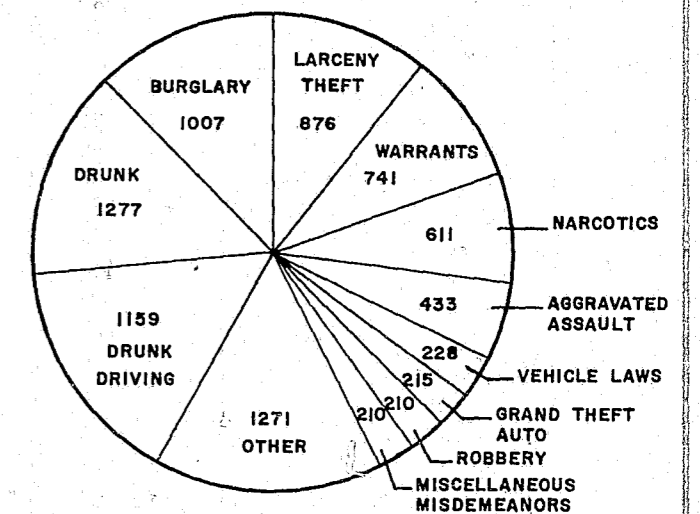 LARCENY
THEFT
876
WARRANTS
741
NARCOTICS
611
AGGRAVATED
ASSAULT
433
VEHICLE LAWS
228
GRAND THEFT
AUTO
215
ROBBERY
210
MISCELLANEOUS
MISDEMEANORS
210
1271
OTHER
1159
DRUNK
DRIVING
DRUNK
1277
BURGLARY
1007